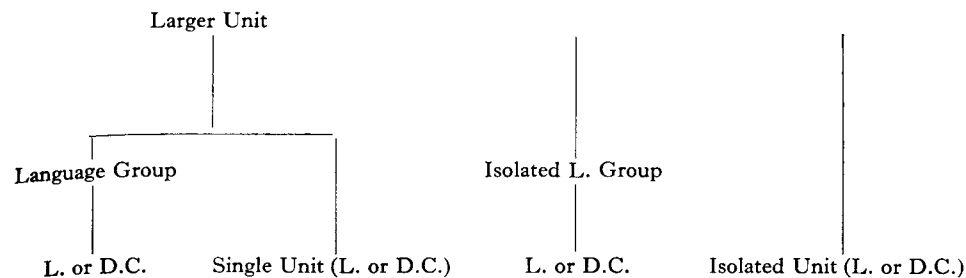 Larger Unit
Language Group
Isolated L. Group
L. or D.C.
Single Unit (L. or D.C.)
L. or D.C.
Isolated Unit (L. or D.C.)